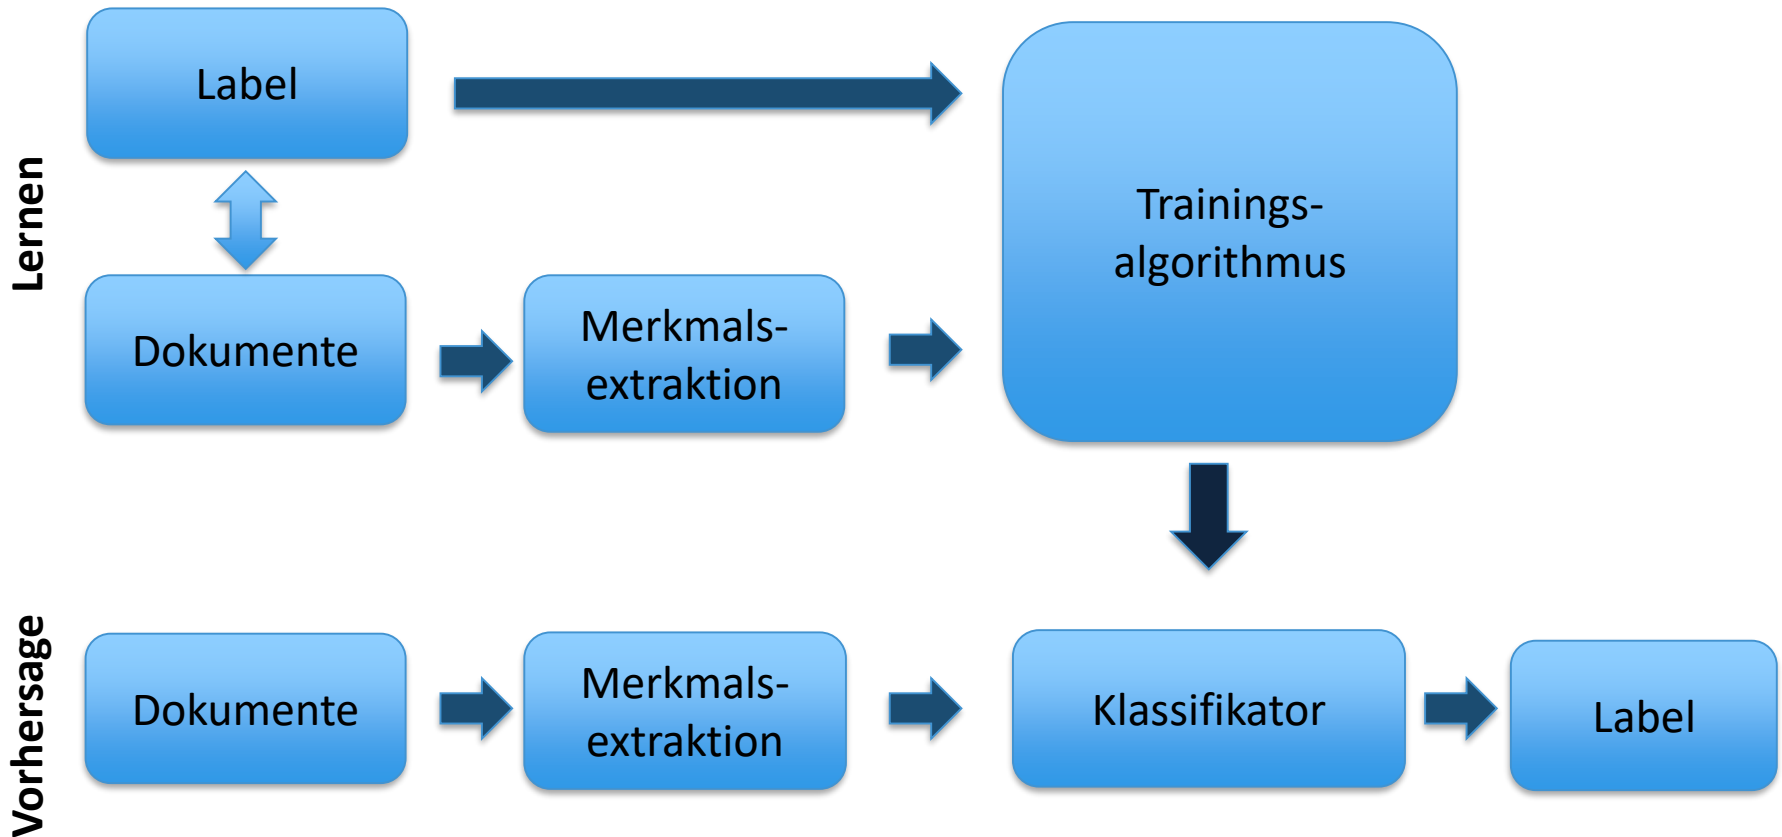 Lernen
Label
Trainings-
algorithmus
Dokumente
Merkmals-
extraktion
Vorhersage
Dokumente
Merkmals-
extraktion
Klassifikator
Label